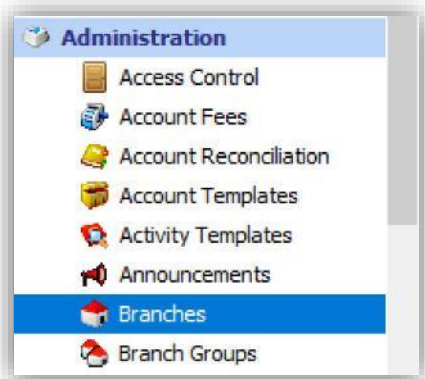 Administration
Access Control
Account Fees
Account Reconciliation
Account Templates
Activity Templates
Announcements
Branches
Branch Groups